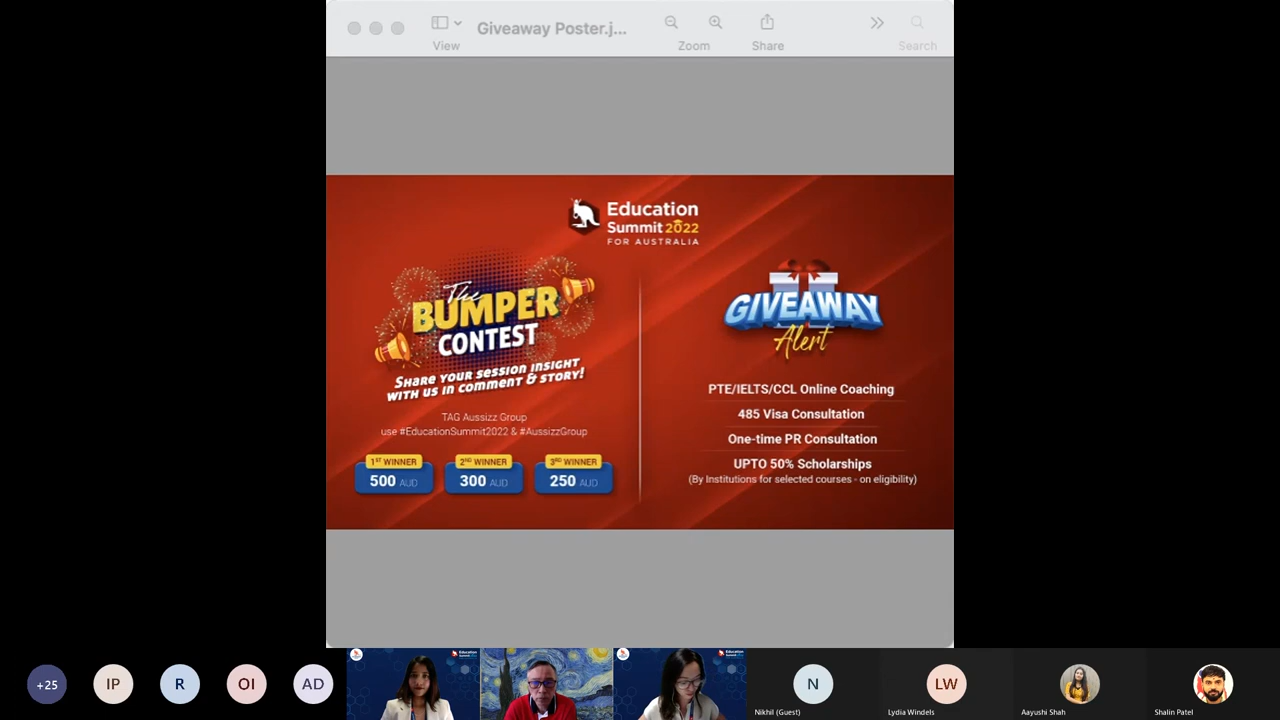 Giveaway Poster.j...
View
Zoom
Share
Search
Education
Summit 2022
FOR AUSTRALIA
The
BUMPER
CONTEST
SHARE YOUR SESSION INSIGHT
WITH US IN COMMENT & STORY!
TAG Aussizz Group
use #EducationSummit2022 & #AussizzGroup
1ST WINNER
500 AUD
2ND WINNER
300 AUD
3RD WINNER
250 AUD
GIVEAWAY
Alert
PTE/IELTS/CCL Online Coaching
485 Visa Consultation
One-time PR Consultation
UPTO 50% Scholarships
(By Institutions for selected courses - on eligibility)
+25
IP
R
OI
AD
Education
Education
N
Nikhil (Guest)
LW
Lydia Windels
Aayushi Shah
Shalin Patel